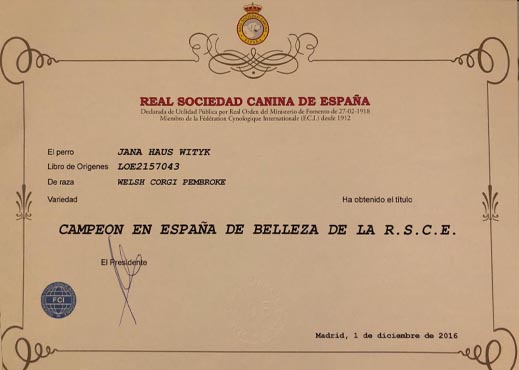 REAL SOCIEDAD CANINA DE ESPAÑA
Declarada de Utilidad Pública por Real Orden del Ministerio de Fomento de 27-02-1918
Miembro de la Fédération Cynologique Internationale (F.C.I.) desde 1912
El perro JANA HAUS WITYK
Libro de Orígenes LOE2157043
De raza WELSH CORGI PEMBROKE
Variedad Ha obtenido el título
CAMPEON EN ESPAÑA DE BELLEZA DE LA R.S.C.E.
El Presidente
FCI
Madrid, 1 de diciembre de 2016